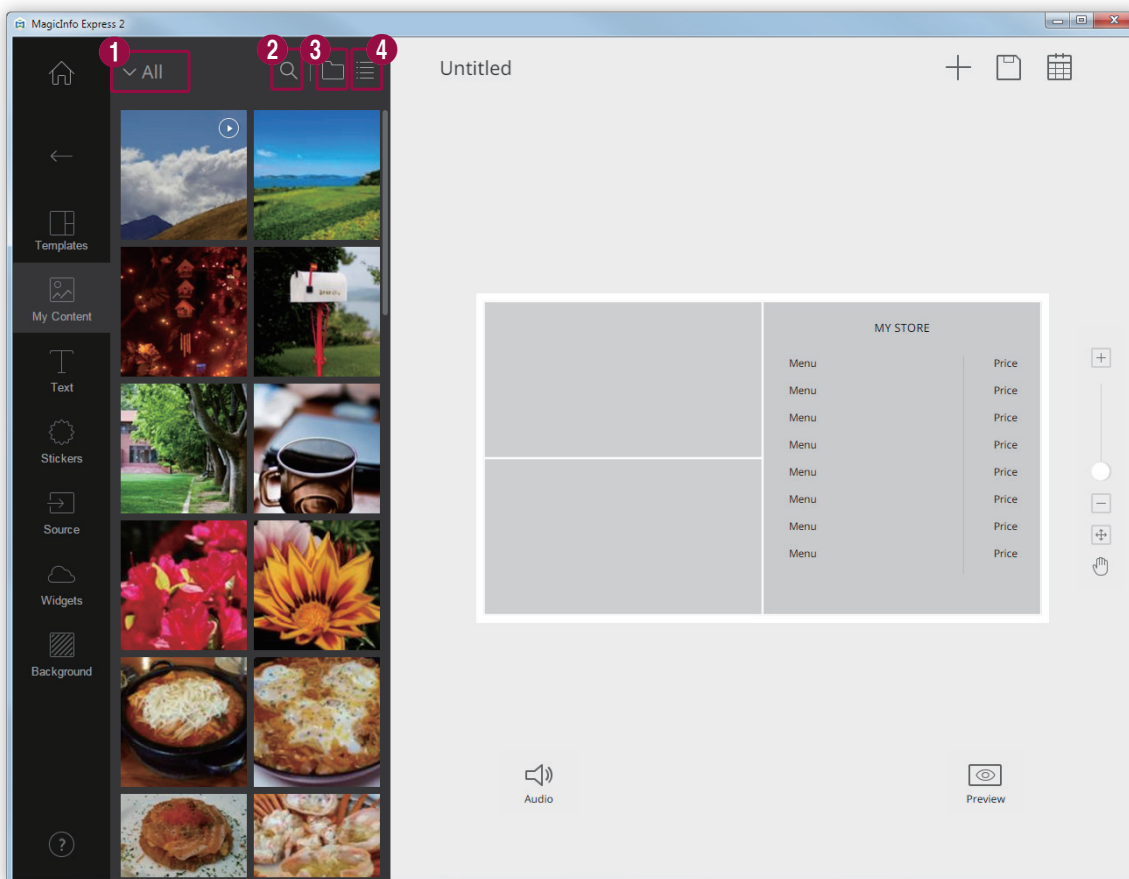 MagicInfo Express 2
1
2
3
4
All
Untitled
Templates
My Content
Text
Stickers
Source
Widgets
Background
?
MY STORE
Menu Price
Menu Price
Menu Price
Menu Price
Menu Price
Menu Price
Menu Price
Menu Price
Audio
Preview